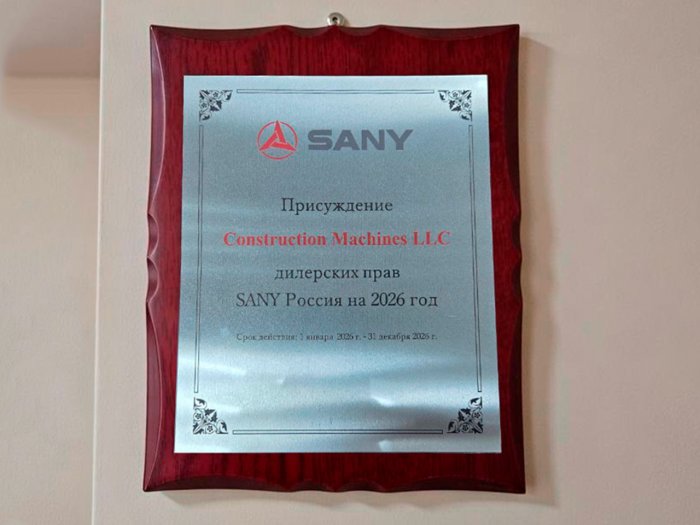 SANY
Присуждение
Construction Machines LLC
дилерских прав
SANY Россия на 2026 год
Срок действия: 1 января 2026 г. - 31 декабря 2026 г.